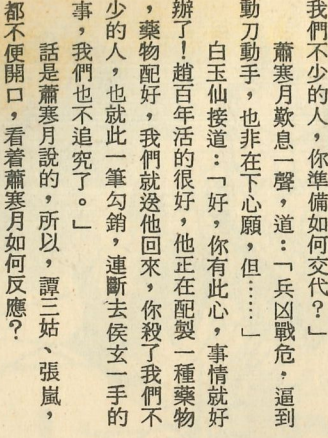 我們不少的人，你準備如何交代？」
蕭寒月歎息一聲，道：「兵凶戰危，逼到
動刀動手，也非在下心願，但……」
白玉仙接道：「好，你有此心，事情就好
辦了！趙百年活的很好，他正在配製一種藥物
，藥物配好，我們就送他回來，你殺了我們不
少的人，也就此一筆勾銷，連斷去侯玄一手的
事，我們也不追究了。」
話是蕭寒月說的，所以，譚三姑、張嵐，
都不便開口，看着蕭寒月如何反應？